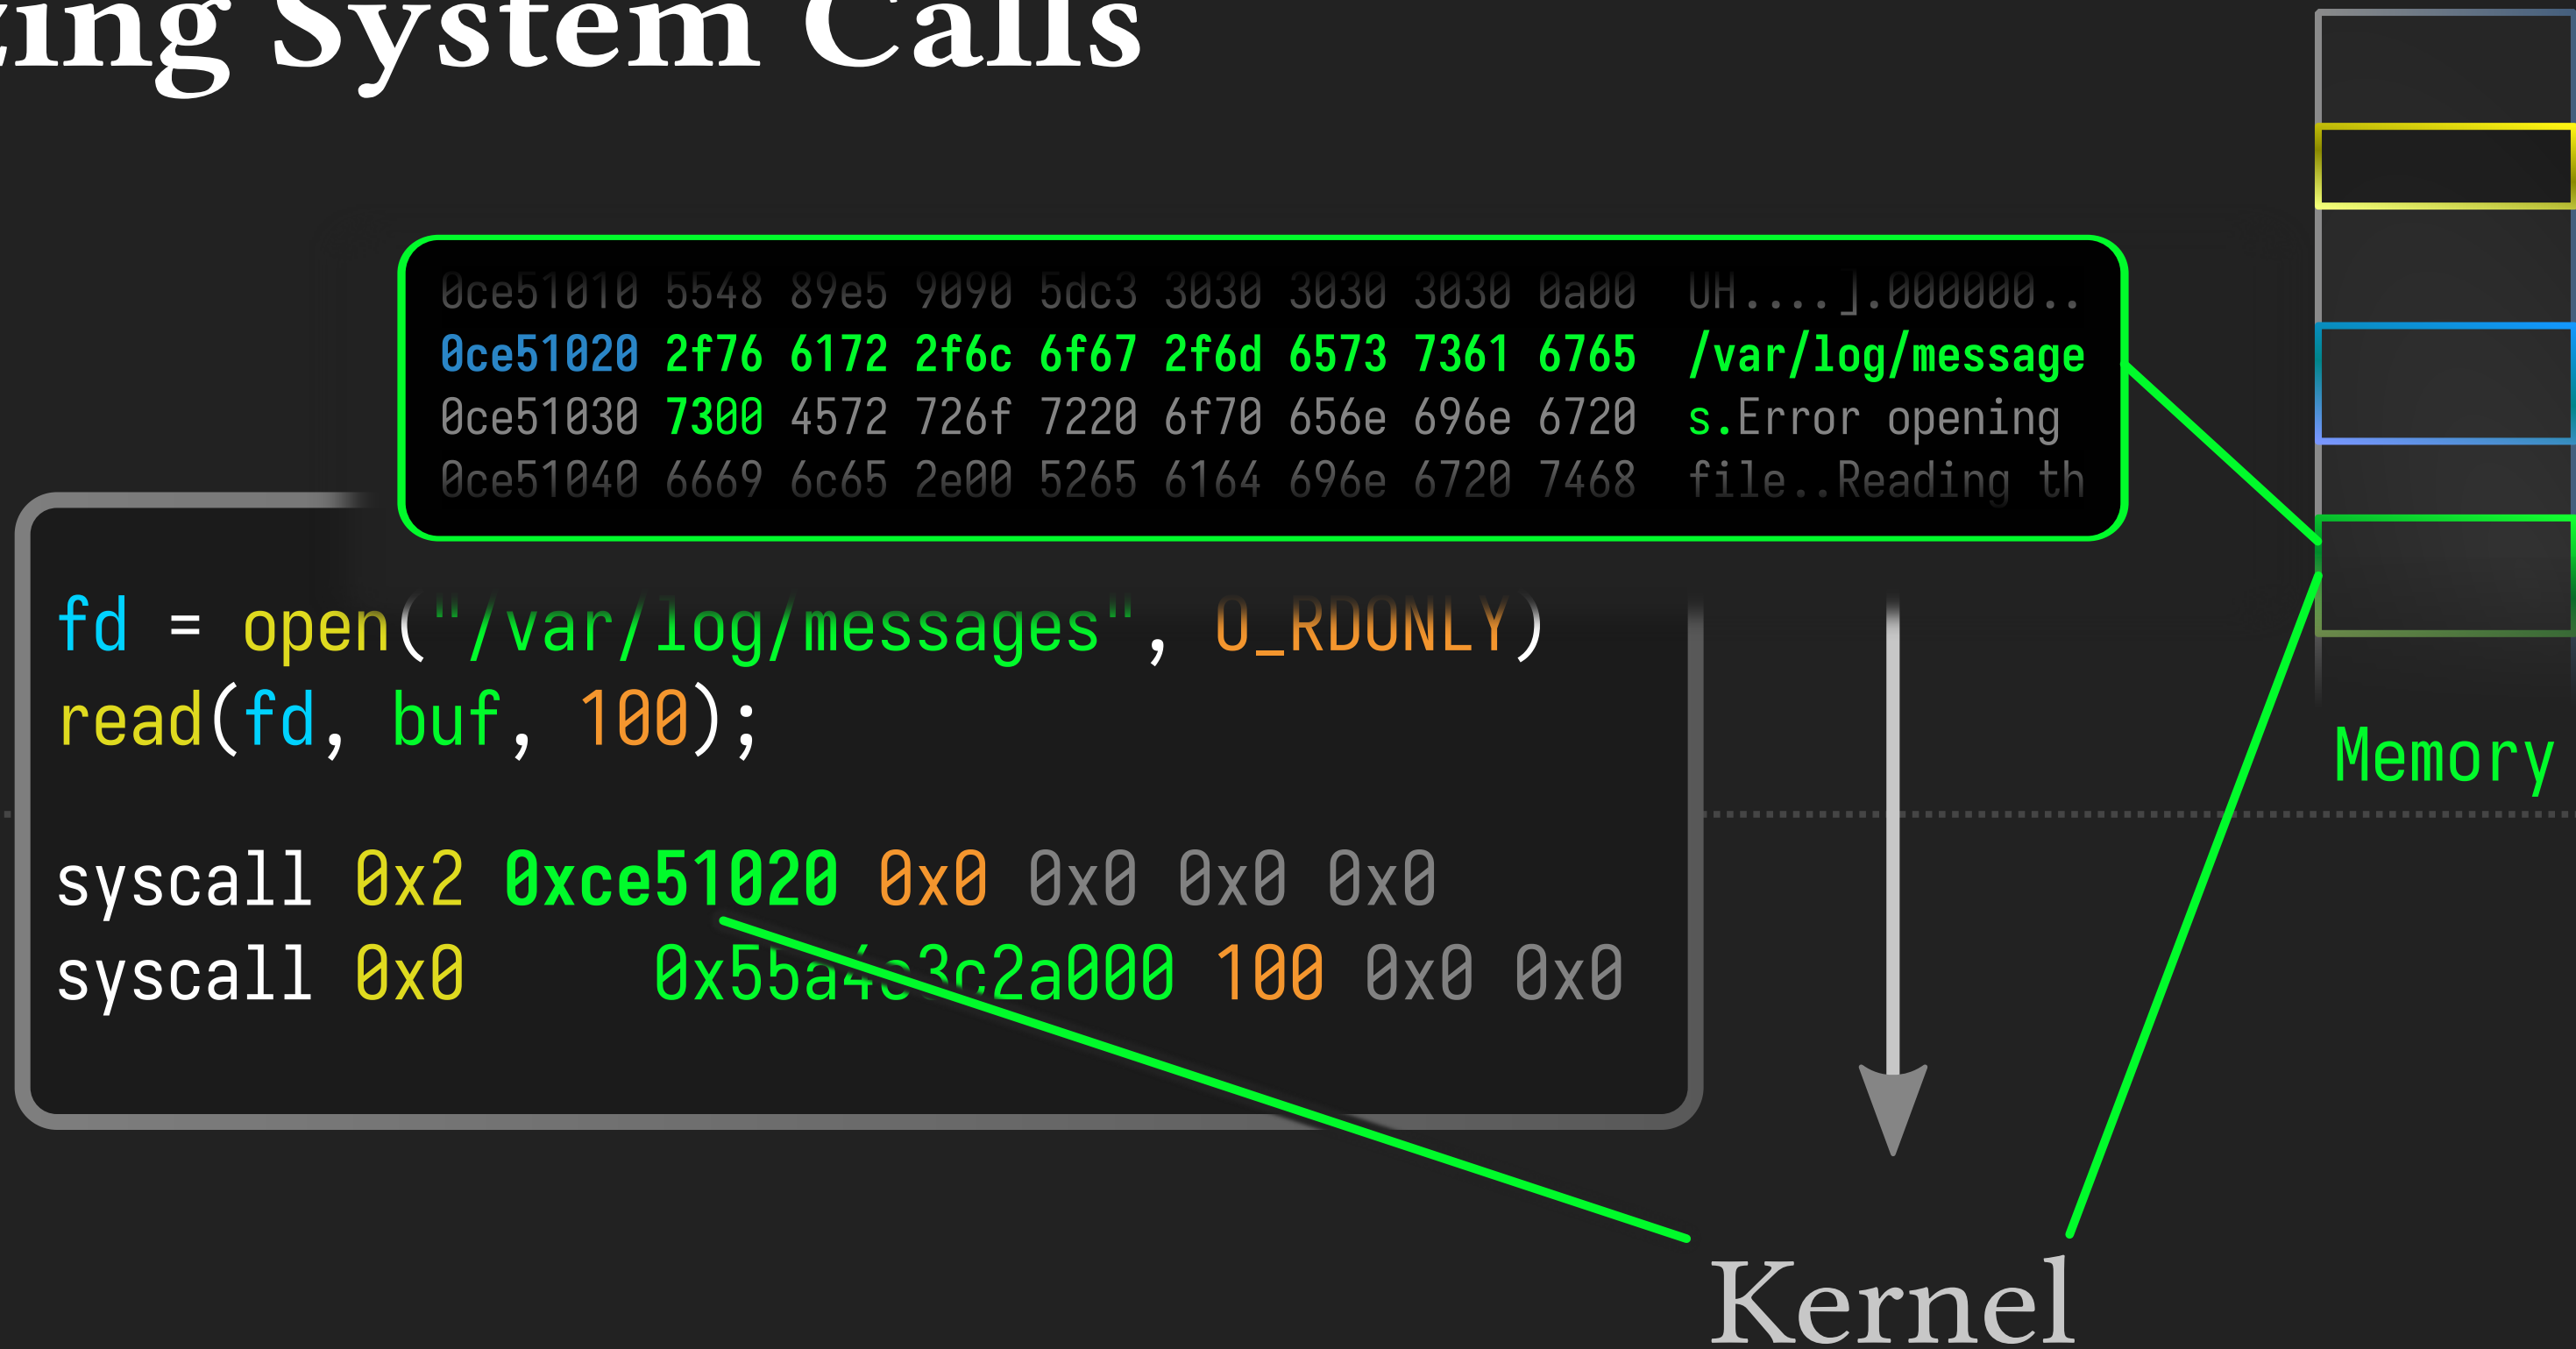 zing System Calls
0ce51010 5548 89e5 9090 5dc3 3030 3030 3030 0a00 UH....].000000..
0ce51020 2f76 6172 2f6c 6f67 2f6d 6573 7361 6765 /var/log/message
0ce51030 7300 4572 726f 7220 6f70 656e 696e 6720 s.Error opening
0ce51040 6669 6c65 2e00 5265 6164 696e 6720 7468 file..Reading th
fd = open("/var/log/messages", O_RDONLY)
read(fd, buf, 100);
syscall 0x2 0xce51020 0x0 0x0 0x0 0x0
syscall 0x0 100 0x0 0x0
Memory
Kernel